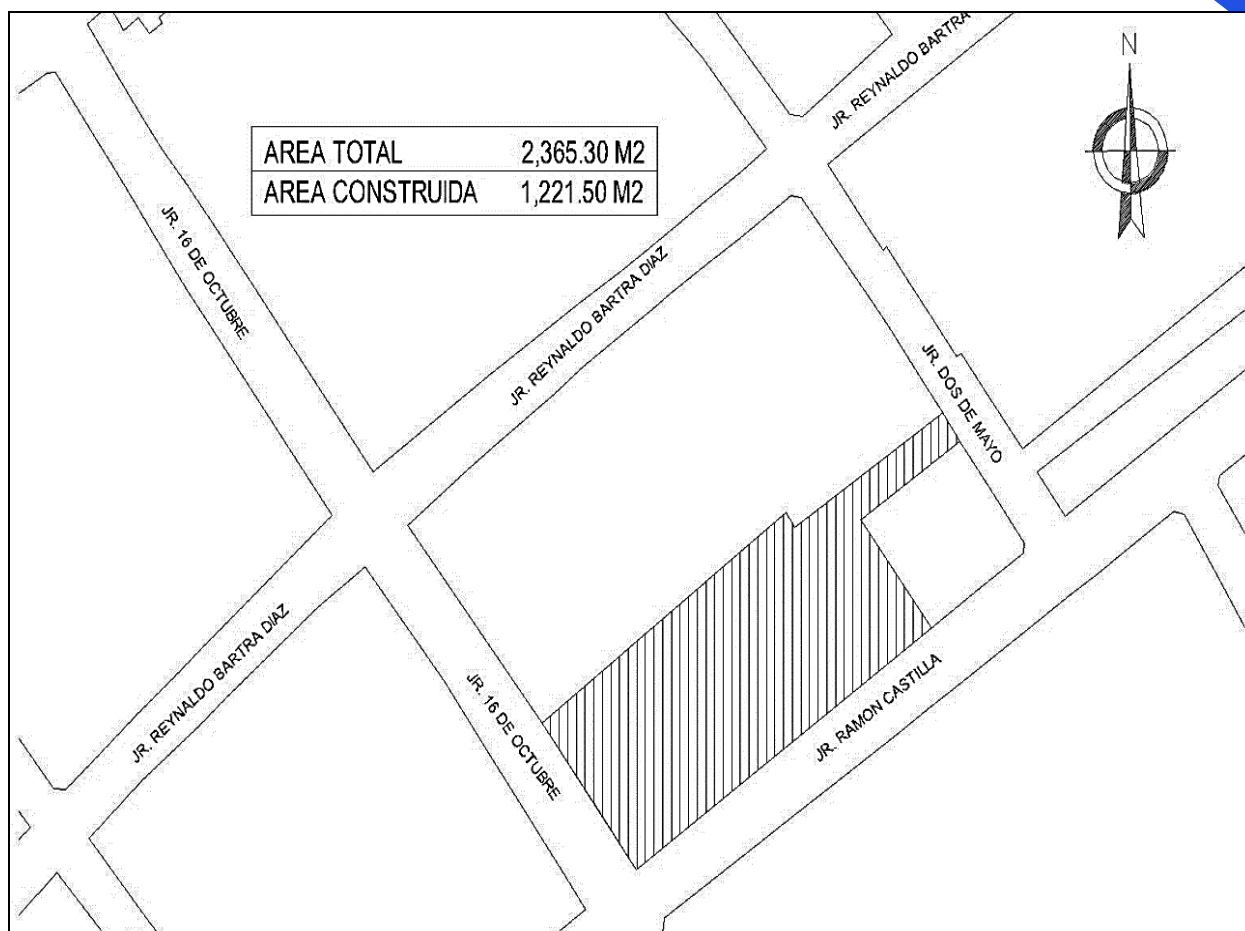 JR. REYNALDO BARTRA
N
AREA TOTAL 2,365.30 M2
AREA CONSTRUIDA 1,221.50 M2
JR. 16 DE OCTUBRE
JR. REYNALDO BARTRA DIAZ
JR. DOS DE MAYO
JR. REYNALDO BARTRA DIAZ
JR. 16 DE OCTUBRE
JR. RAMON CASTILLA